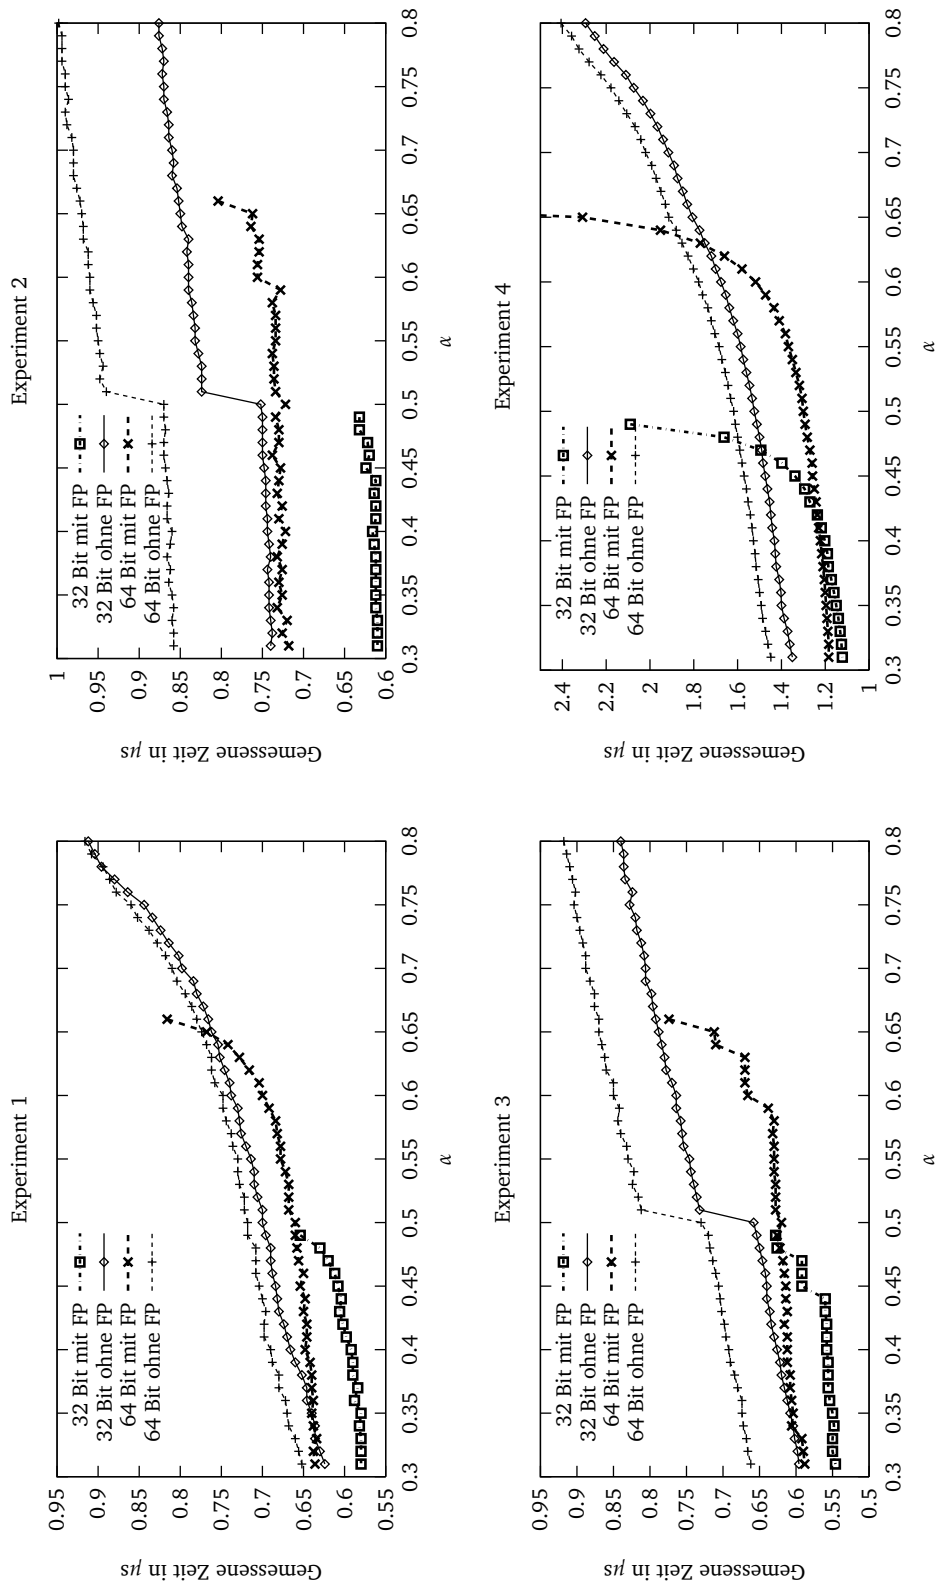 Experiment 1
Gemessene Zeit in μs
0.95
0.9
0.85
0.8
0.75
0.7
0.65
0.6
0.55
32 Bit mit FP
32 Bit ohne FP
64 Bit mit FP
64 Bit ohne FP
0.3 0.35 0.4 0.45 0.5 0.55 0.6 0.65 0.7 0.75 0.8
α
Experiment 2
Gemessene Zeit in μs
1
0.95
0.9
0.85
0.8
0.75
0.7
0.65
0.6
32 Bit mit FP
32 Bit ohne FP
64 Bit mit FP
64 Bit ohne FP
0.3 0.35 0.4 0.45 0.5 0.55 0.6 0.65 0.7 0.75 0.8
α
Experiment 3
Gemessene Zeit in μs
0.95
0.9
0.85
0.8
0.75
0.7
0.65
0.6
0.55
0.5
32 Bit mit FP
32 Bit ohne FP
64 Bit mit FP
64 Bit ohne FP
0.3 0.35 0.4 0.45 0.5 0.55 0.6 0.65 0.7 0.75 0.8
α
Experiment 4
Gemessene Zeit in μs
2.4
2.2
2
1.8
1.6
1.4
1.2
1
32 Bit mit FP
32 Bit ohne FP
64 Bit mit FP
64 Bit ohne FP
0.3 0.35 0.4 0.45 0.5 0.55 0.6 0.65 0.7 0.75 0.8
α